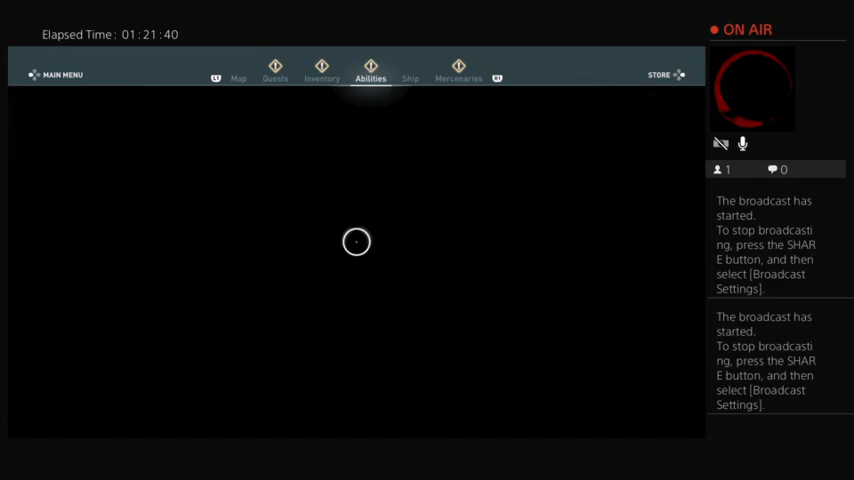 Elapsed Time: 01:21:40
ON AIR
MAIN MENU
L1 Map Quests Inventory Abilities Ship Mercenaries R1
STORE
1 0
The broadcast has
started.
To stop broadcasti
ng, press the SHAR
E button, and then
select [Broadcast
Settings].
The broadcast has
started.
To stop broadcasti
ng, press the SHAR
E button, and then
select [Broadcast
Settings].